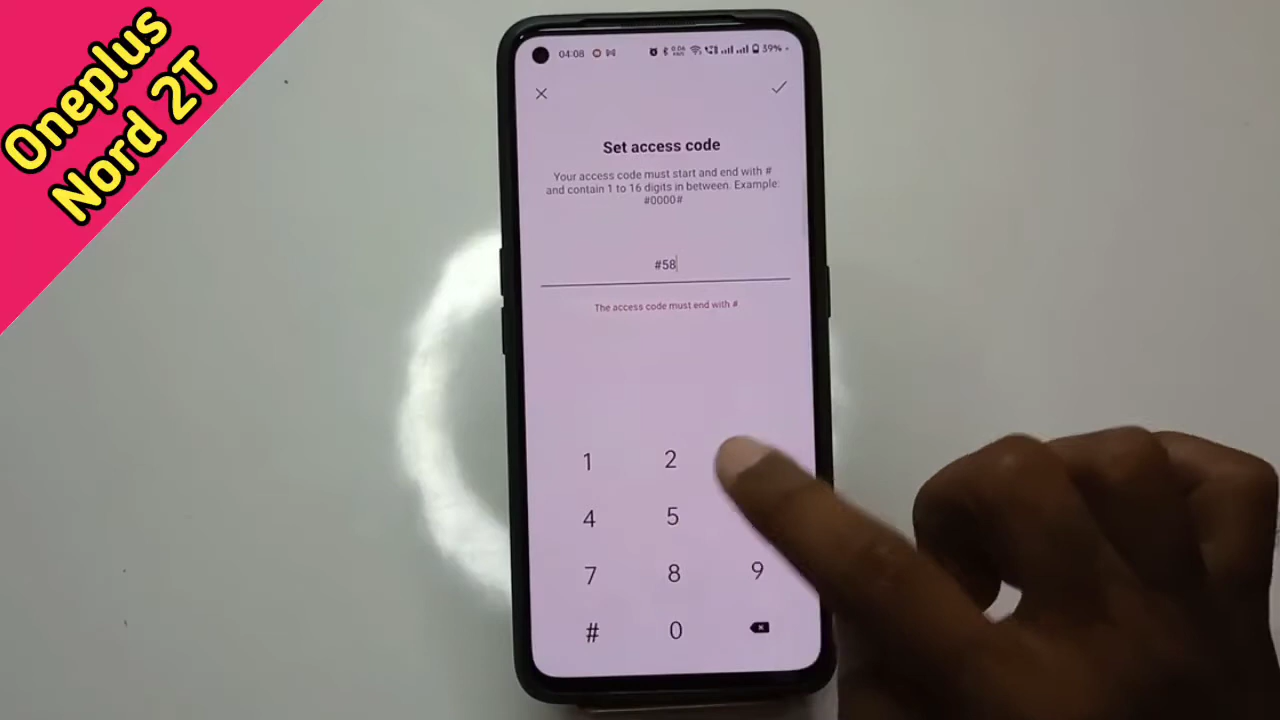 Oneplus
Nord 2T
04:08
59%
Set access code
Your access code must start and end with #
and contain 1 to 16 digits in between. Example:
#0000#
#58
The access code must end with #
1 2
4 5
7 8 9
# 0